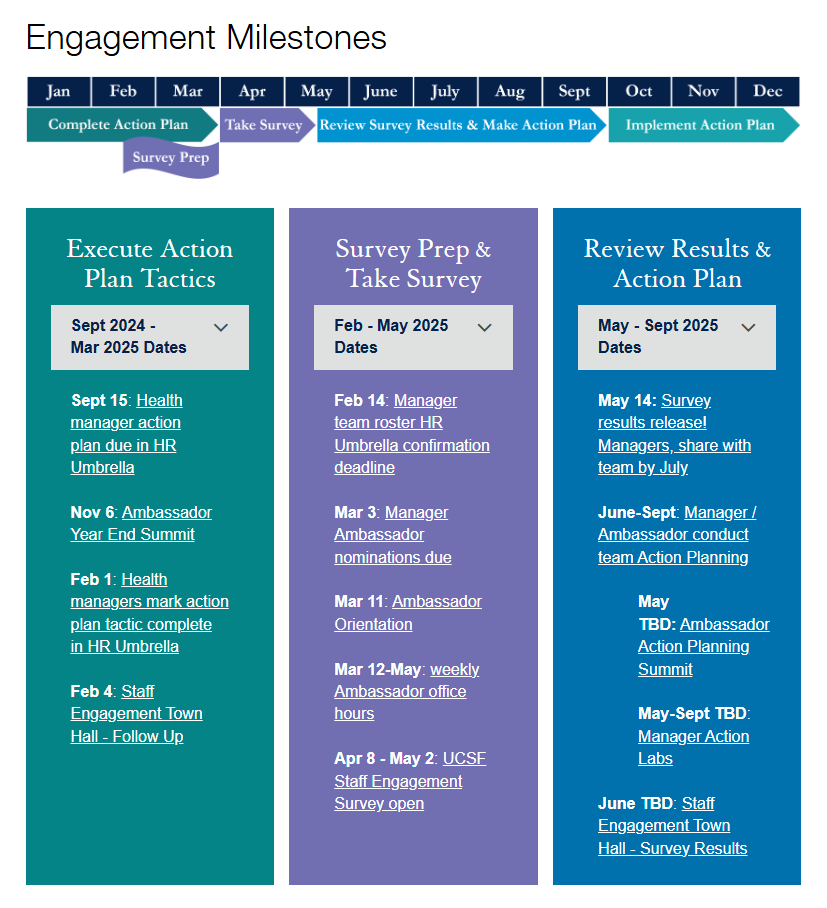 Engagement Milestones
Jan Feb Mar Apr May June July Aug Sept Oct Nov Dec
Complete Action Plan Take Survey Review Survey Results & Make Action Plan Implement Action Plan
Survey Prep
Execute Action
Plan Tactics
Sept 2024 -
Mar 2025 Dates
Sept 15: Health
manager action
plan due in HR
Umbrella
Nov 6: Ambassador
Year End Summit
Feb 1: Health
managers mark action
plan tactic complete
in HR Umbrella
Feb 4: Staff
Engagement Town
Hall - Follow Up
Survey Prep &
Take Survey
Feb - May 2025
Dates
Feb 14: Manager
team roster HR
Umbrella confirmation
deadline
Mar 3: Manager
Ambassador
nominations due
Mar 11: Ambassador
Orientation
Mar 12-May: weekly
Ambassador office
hours
Apr 8 - May 2: UCSF
Staff Engagement
Survey open
Review Results &
Action Plan
May - Sept 2025
Dates
May 14: Survey
results release!
Managers, share with
team by July
June-Sept: Manager /
Ambassador conduct
team Action Planning
May
TBD: Ambassador
Action Planning
Summit
May-Sept TBD:
Manager Action
Labs
June TBD: Staff
Engagement Town
Hall - Survey Results